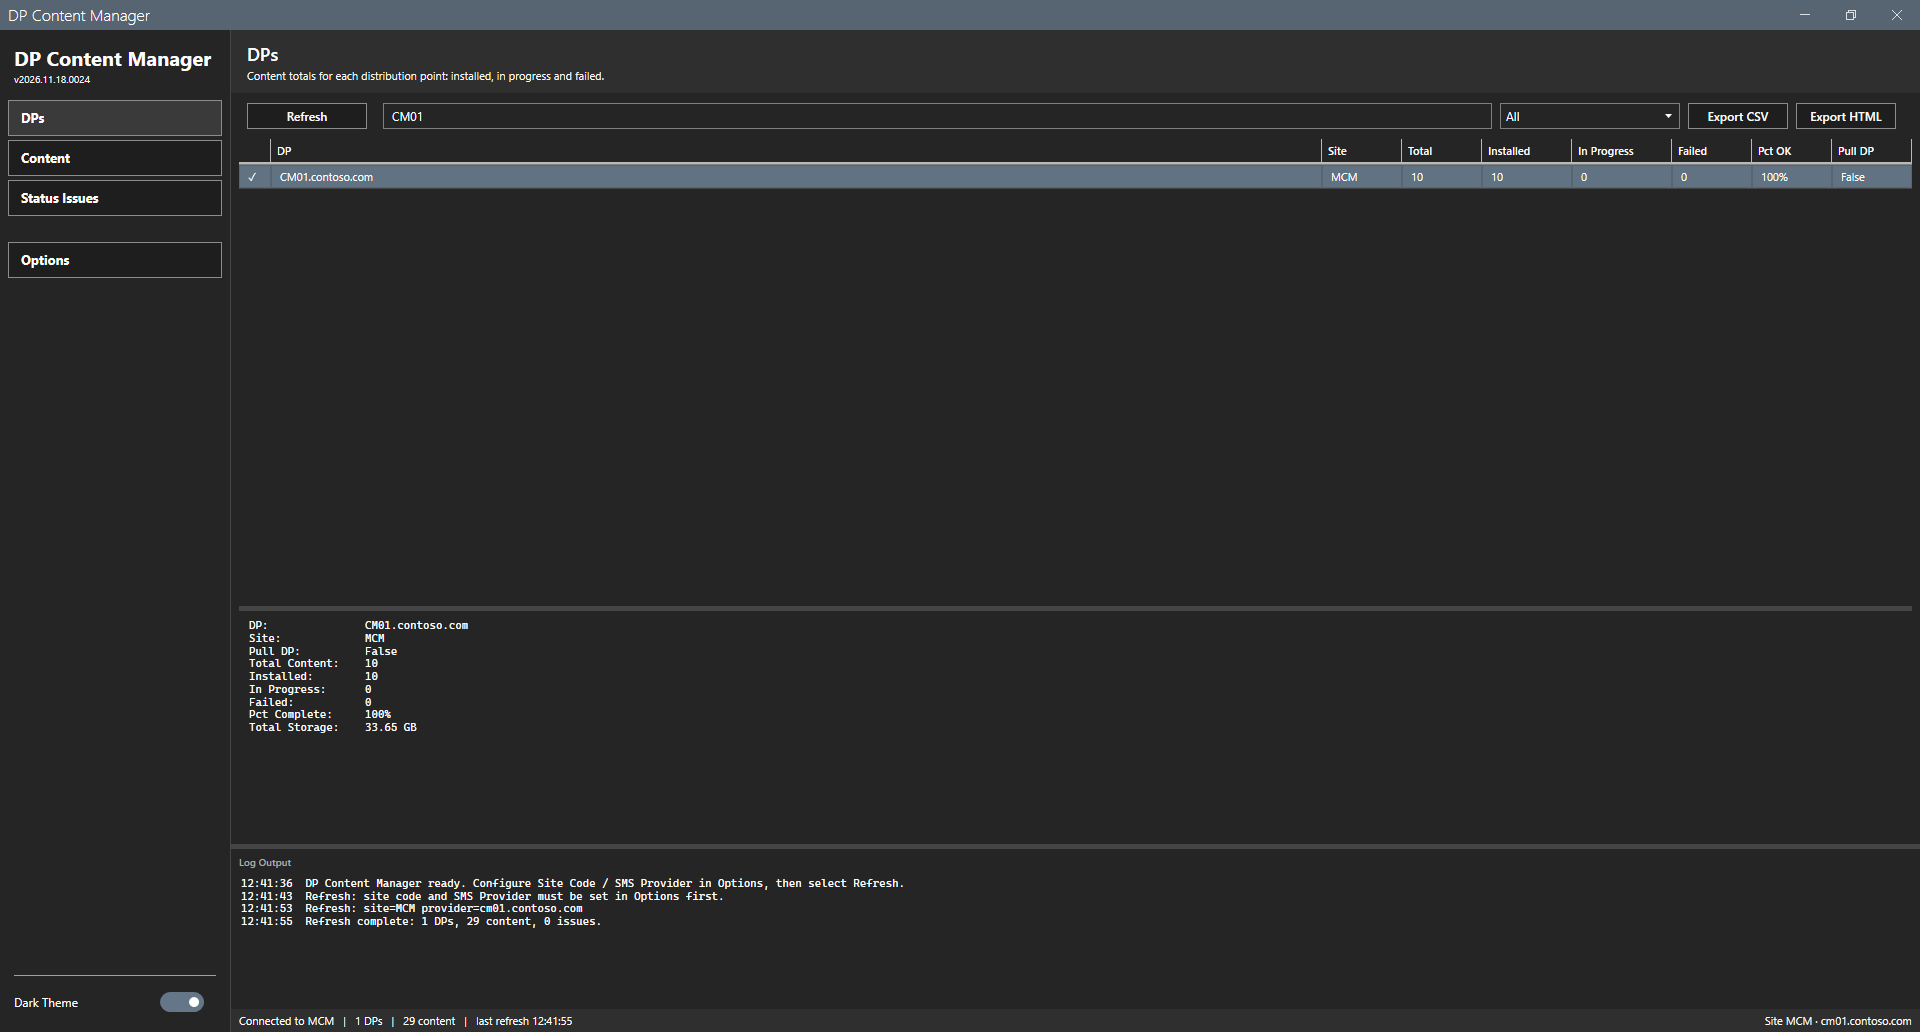 DP Content Manager
DP Content Manager
v2026.11.18.0024
DPs
Content
Status Issues
Options
Dark Theme
DPs
Content totals for each distribution point: installed, in progress and failed.
Refresh CM01 All Export CSV Export HTML
DP Site Total Installed In Progress Failed Pct OK Pull DP
✓ CM01.contoso.com MCM 10 10 0 0 100% False
DP: CM01.contoso.com
Site: MCM
Pull DP: False
Total Content: 10
Installed: 10
In Progress: 0
Failed: 0
Pct Complete: 100%
Total Storage: 33.65 GB
Log Output
12:41:36 DP Content Manager ready. Configure Site Code / SMS Provider in Options, then select Refresh.
12:41:43 Refresh: site code and SMS Provider must be set in Options first.
12:41:53 Refresh: site=MCM provider=cm01.contoso.com
12:41:55 Refresh complete: 1 DPs, 29 content, 0 issues.
Connected to MCM | 1 DPs | 29 content | last refresh 12:41:55
Site MCM · cm01.contoso.com